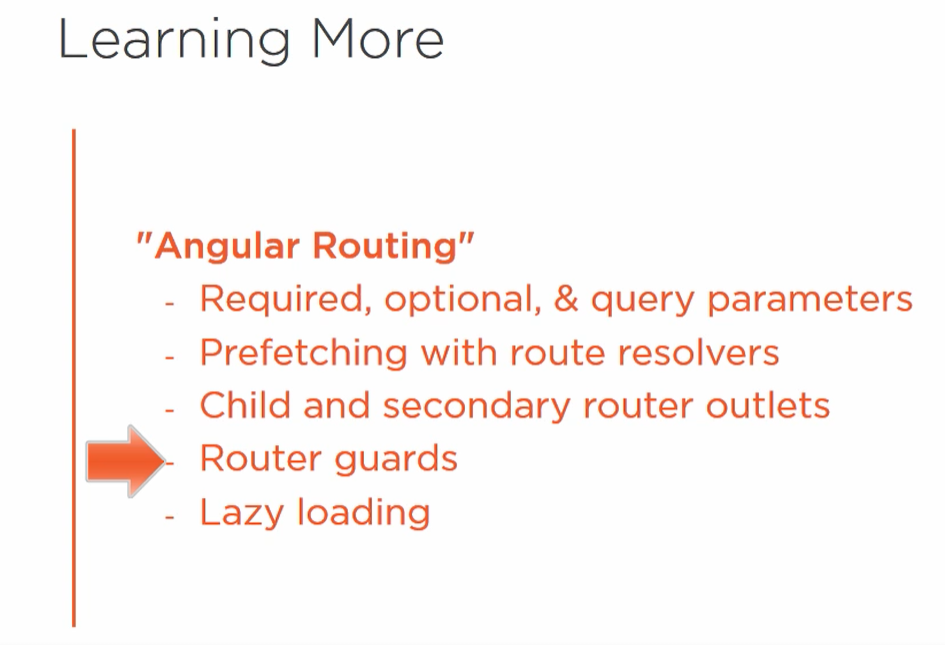 Learning More
"Angular Routing"
- Required, optional, & query parameters
- Prefetching with route resolvers
- Child and secondary router outlets
- Router guards
- Lazy loading